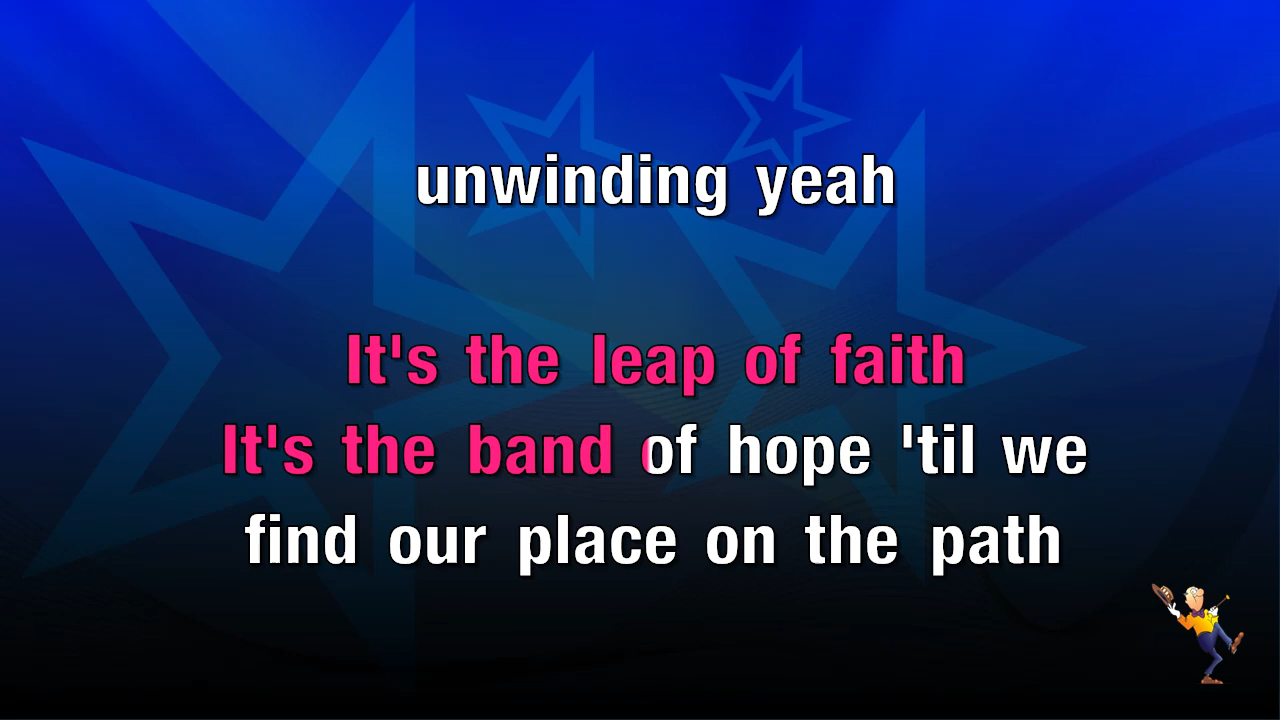 unwinding yeah
It's the leap of faith
It's the band of hope 'til we
find our place on the path